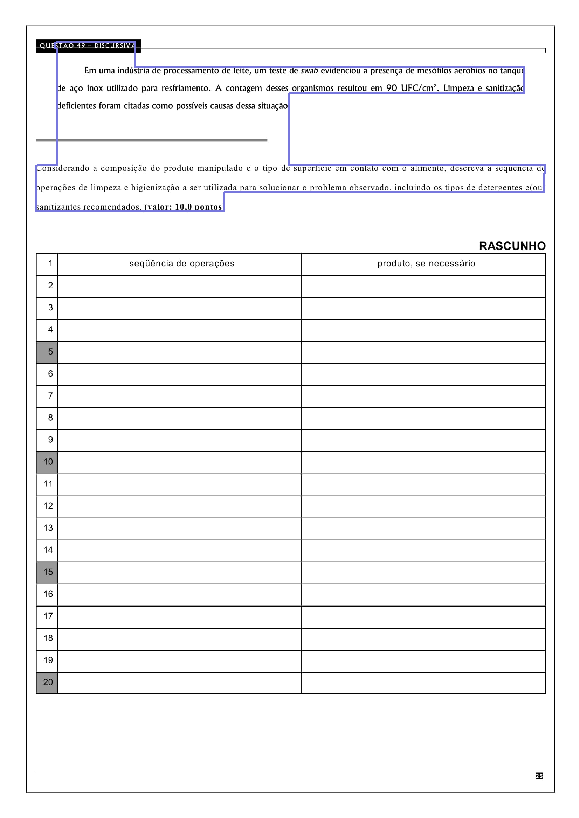 QUESTÃO 49 – DISCURSIVA
Em uma indústria de processamento de leite, um teste de swab evidenciou a presença de mesófilos aeróbios no tanque
de aço inox utilizado para resfriamento. A contagem desses organismos resultou em 90 UFC/cm². Limpeza e sanitização
deficientes foram citadas como possíveis causas dessa situação
Considerando a composição do produto manipulado e o tipo de superfície em contato com o alimento, descreva a seqüência de
operações de limpeza e higienização a ser utilizada para solucionar o problema observado, incluindo os tipos de detergentes e/ou
sanitizantes recomendados. (valor: 10,0 pontos)
RASCUNHO
1 seqüência de operações produto, se necessário
2
3
4
5
6
7
8
9
10
11
12
13
14
15
16
17
18
19
20